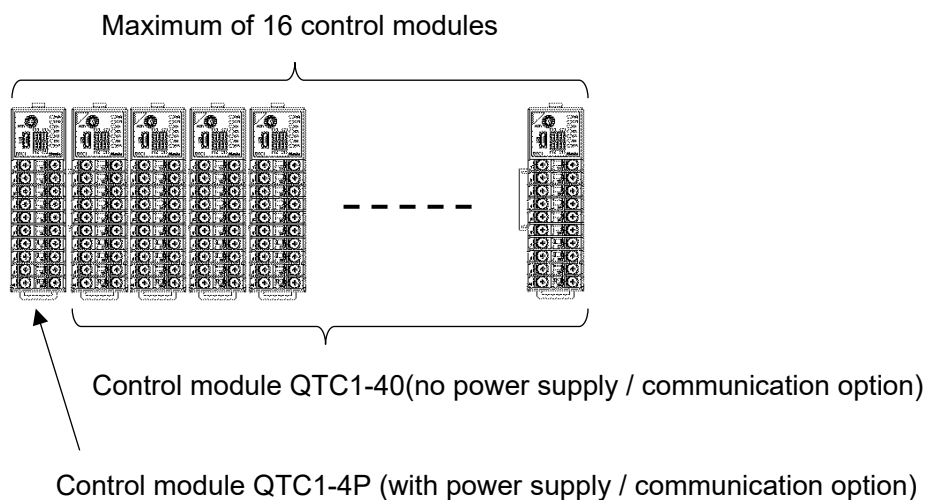 Maximum of 16 control modules
Control module QTC1-40(no power supply / communication option)
Control module QTC1-4P (with power supply / communication option)